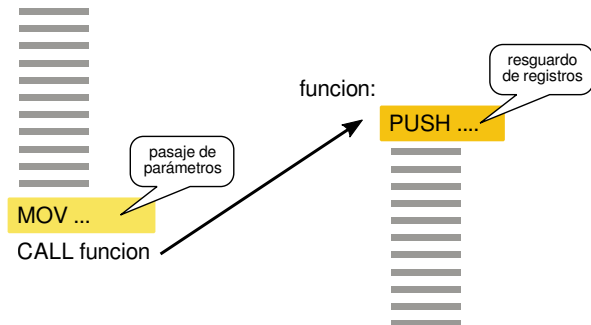 resguardo
de registros
funcion:
PUSH ....
pasaje de
parámetros
MOV ...
CALL funcion